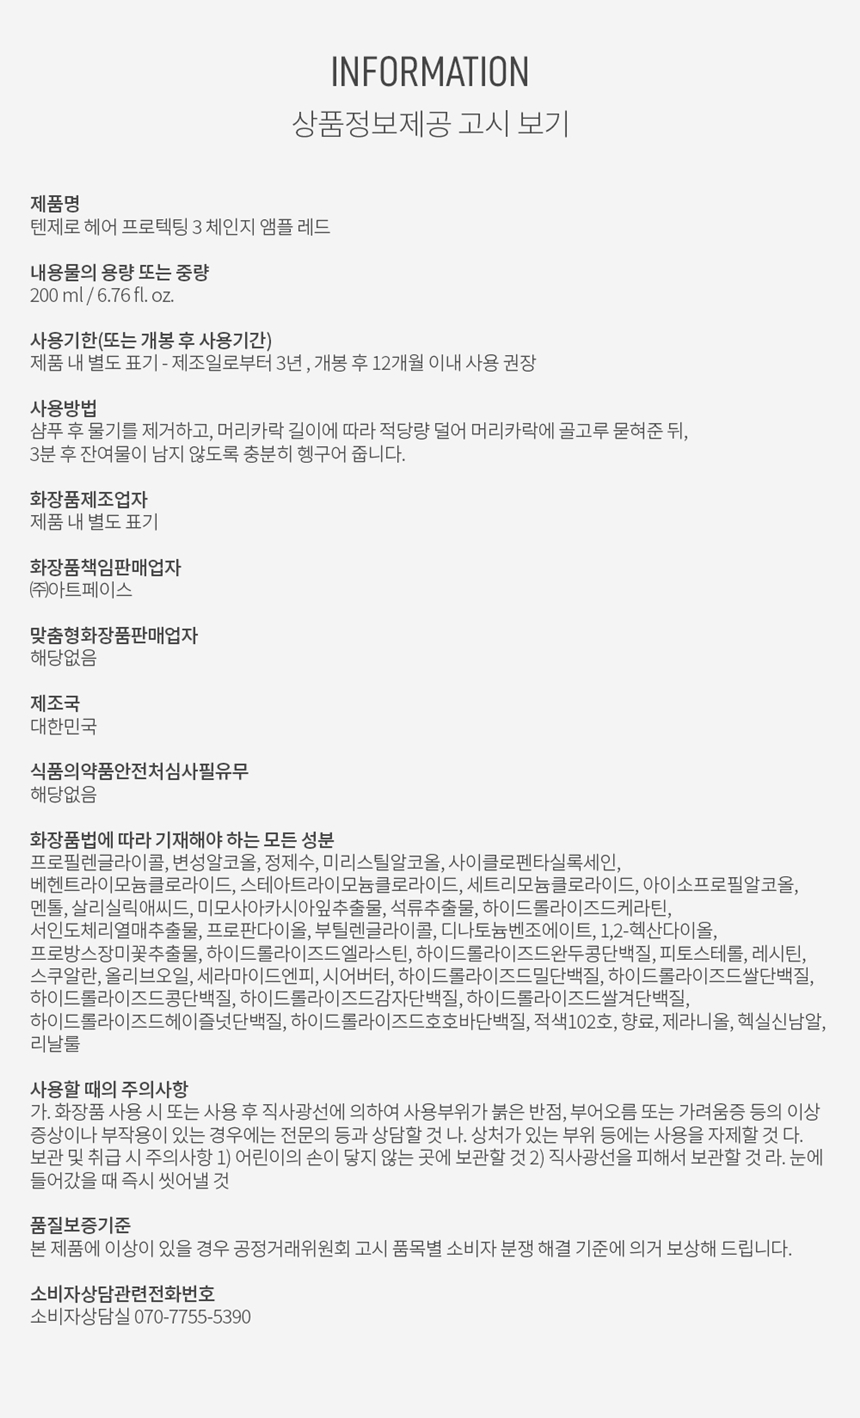 INFORMATION
상품정보제공 고시 보기
제품명
텐제로 헤어 프로텍팅 3 체인지 앰플 레드
내용물의 용량 또는 중량
200 ml / 6.76 fl. oz.
사용기한(또는 개봉 후 사용기간)
제품 내 별도 표기 - 제조일로부터 3년 , 개봉 후 12개월 이내 사용 권장
사용방법
샴푸 후 물기를 제거하고, 머리카락 길이에 따라 적당량 덜어 머리카락에 골고루 묻혀준 뒤,
3분 후 잔여물이 남지 않도록 충분히 헹구어 줍니다.
화장품제조업자
제품 내 별도 표기
화장품책임판매업자
㈜아트페이스
맞춤형화장품판매업자
해당없음
제조국
대한민국
식품의약품안전처심사필유무
해당없음
화장품법에 따라 기재해야 하는 모든 성분
프로필렌글라이콜, 변성알코올, 정제수, 미리스틸알코올, 사이클로펜타실록세인,
베헨트라이모늄클로라이드, 스테아트라이모늄클로라이드, 세트리모늄클로라이드, 아이소프로필알코올,
멘톨, 살리실릭애씨드, 미모사아카시아잎추출물, 석류추출물, 하이드롤라이즈드케라틴,
서인도체리열매추출물, 프로판다이올, 부틸렌글라이콜, 디나토늄벤조에이트, 1,2-헥산다이올,
프로방스장미꽃추출물, 하이드롤라이즈드엘라스틴, 하이드롤라이즈드완두콩단백질, 피토스테롤, 레시틴,
스쿠알란, 올리브오일, 세라마이드엔피, 시어버터, 하이드롤라이즈드밀단백질, 하이드롤라이즈드쌀단백질,
하이드롤라이즈드콩단백질, 하이드롤라이즈드감자단백질, 하이드롤라이즈드쌀겨단백질,
하이드롤라이즈드헤이즐넛단백질, 하이드롤라이즈드호호바단백질, 적색102호, 향료, 제라니올, 헥실신남알,
리날룰
사용할 때의 주의사항
가. 화장품 사용 시 또는 사용 후 직사광선에 의하여 사용부위가 붉은 반점, 부어오름 또는 가려움증 등의 이상
증상이나 부작용이 있는 경우에는 전문의 등과 상담할 것 나. 상처가 있는 부위 등에는 사용을 자제할 것 다.
보관 및 취급 시 주의사항 1) 어린이의 손이 닿지 않는 곳에 보관할 것 2) 직사광선을 피해서 보관할 것 라. 눈에
들어갔을 때 즉시 씻어낼 것
품질보증기준
본 제품에 이상이 있을 경우 공정거래위원회 고시 품목별 소비자 분쟁 해결 기준에 의거 보상해 드립니다.
소비자상담관련전화번호
소비자상담실 070-7755-5390